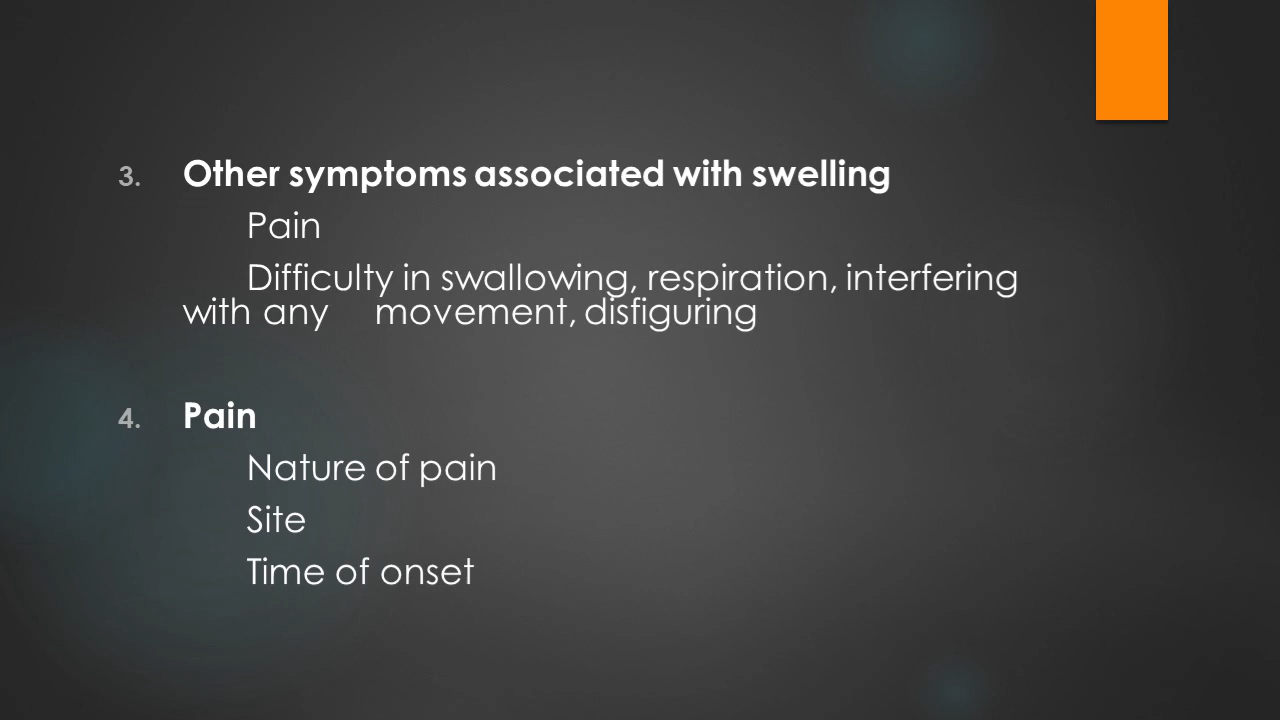 3. Other symptoms associated with swelling
Pain
Difficulty in swallowing, respiration, interfering
with any movement, disfiguring
4. Pain
Nature of pain
Site
Time of onset